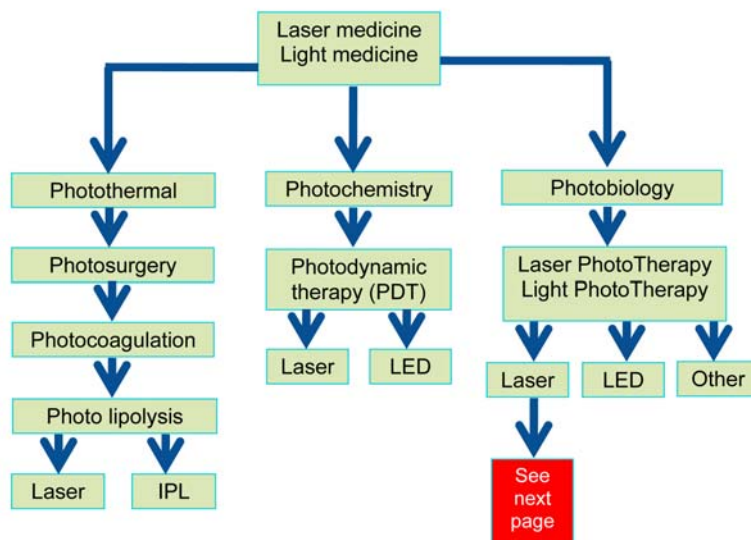 Laser medicine
Light medicine
Photothermal
Photochemistry
Photobiology
Photosurgery
Photodynamic
therapy (PDT)
Laser PhotoTherapy
Light PhotoTherapy
Photocoagulation
Laser
LED
Laser
LED
Other
Photo lipolysis
Laser
IPL
See
next
page